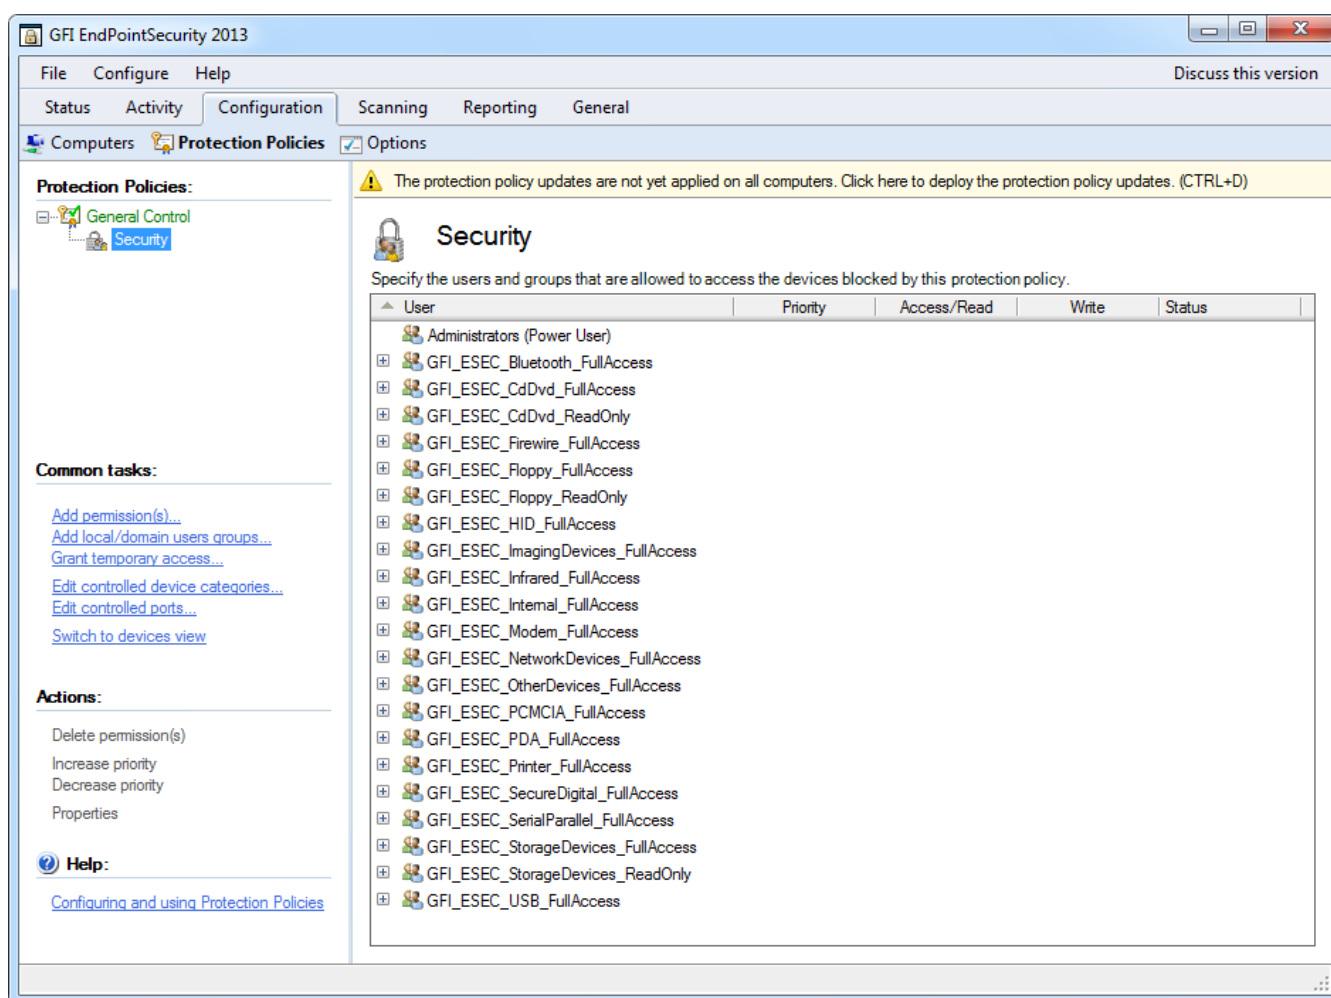 GFI EndPointSecurity 2013
File Configure Help Discuss this version
Status Activity Configuration Scanning Reporting General
Computers Protection Policies Options
Protection Policies:
General Control
Security
Common tasks:
Add permission(s)...
Add local/domain users groups...
Grant temporary access...
Edit controlled device categories...
Edit controlled ports...
Switch to devices view
Actions:
Delete permission(s)
Increase priority
Decrease priority
Properties
Help:
Configuring and using Protection Policies
The protection policy updates are not yet applied on all computers. Click here to deploy the protection policy updates. (CTRL+D)
Security
Specify the users and groups that are allowed to access the devices blocked by this protection policy.
User Priority Access/Read Write Status
Administrators (Power User)
GFI_ESEC_Bluetooth_FullAccess
GFI_ESEC_CdDvd_FullAccess
GFI_ESEC_CdDvd_ReadOnly
GFI_ESEC_Firewire_FullAccess
GFI_ESEC_Floppy_FullAccess
GFI_ESEC_Floppy_ReadOnly
GFI_ESEC_HID_FullAccess
GFI_ESEC_ImagingDevices_FullAccess
GFI_ESEC_Infrared_FullAccess
GFI_ESEC_Internal_FullAccess
GFI_ESEC_Modem_FullAccess
GFI_ESEC_NetworkDevices_FullAccess
GFI_ESEC_OtherDevices_FullAccess
GFI_ESEC_PCMCIA_FullAccess
GFI_ESEC_PDA_FullAccess
GFI_ESEC_Printer_FullAccess
GFI_ESEC_SecureDigital_FullAccess
GFI_ESEC_SerialParallel_FullAccess
GFI_ESEC_StorageDevices_FullAccess
GFI_ESEC_StorageDevices_ReadOnly
GFI_ESEC_USB_FullAccess